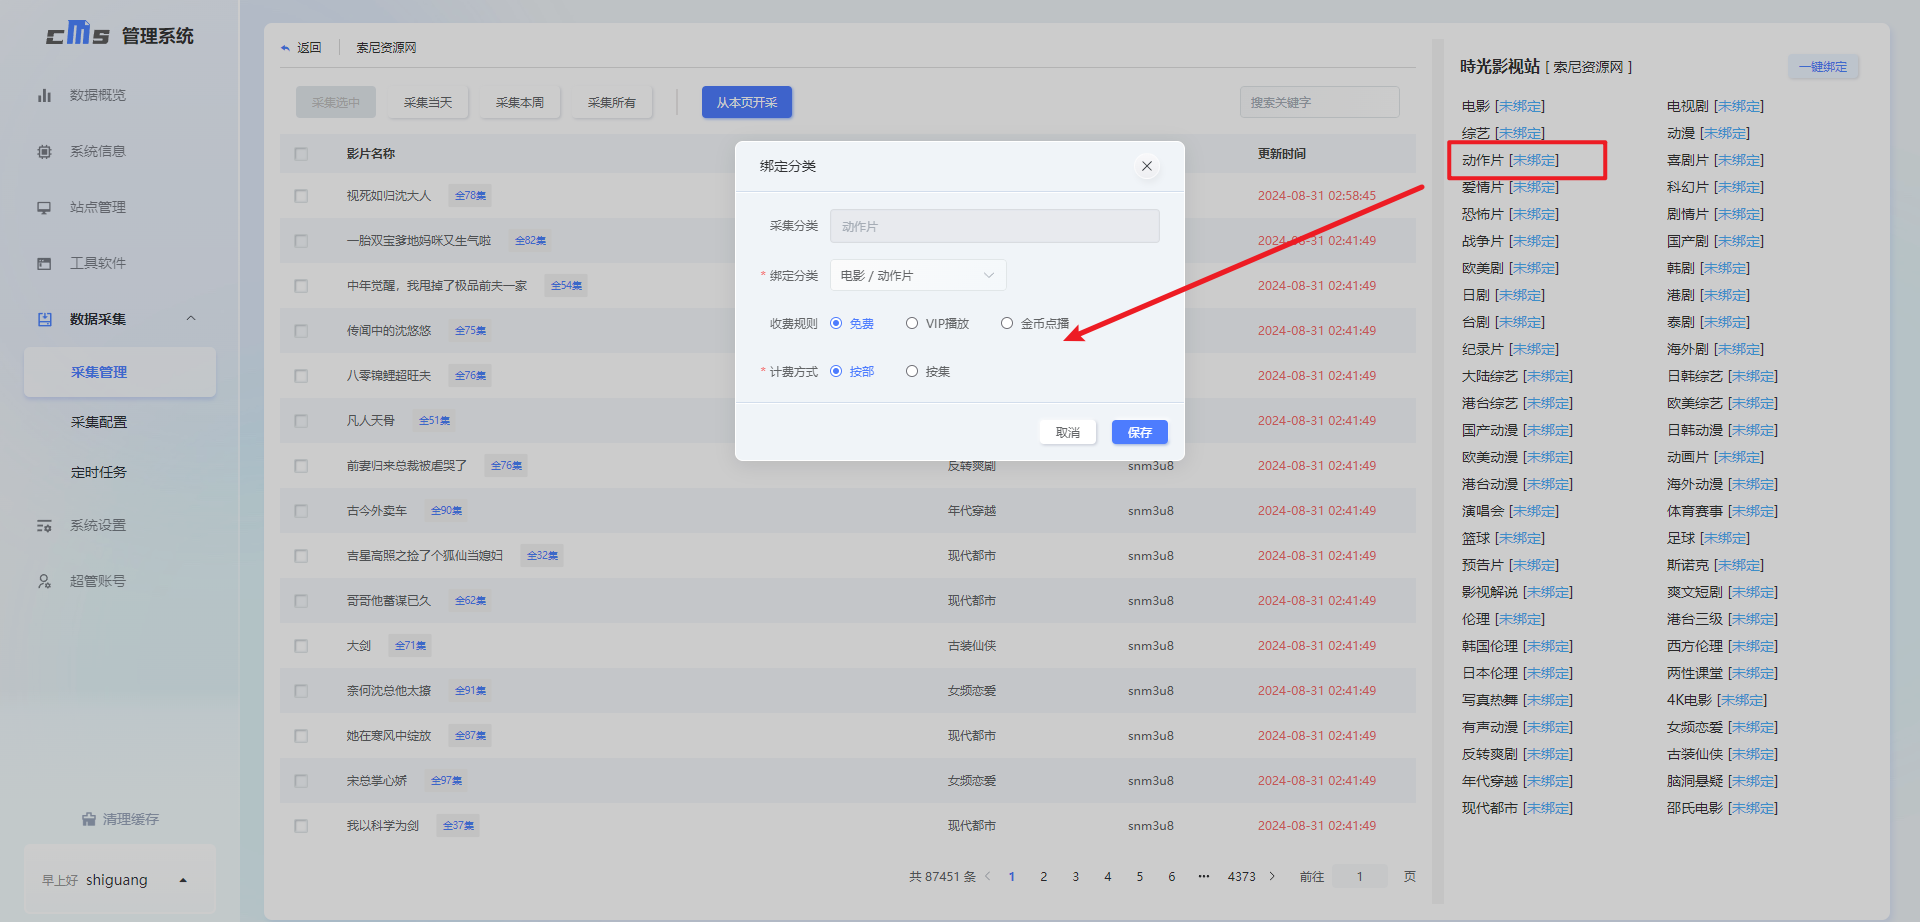 cms 管理系统
数据概览
系统信息
站点管理
工具软件
数据采集
采集管理
采集配置
定时任务
系统设置
超管账号
清理缓存
早上好 shiguang
返回 索尼资源网
采集选中 采集当天 采集本周 采集所有 从本页开采 搜索关键字
影片名称 更新时间
视死如归沈大人 全78集 2024-08-31 02:58:45
一胎双宝爹地妈咪又生气啦 全82集 2024-08-31 02:41:49
中年觉醒，我甩掉了极品前夫一家 全54集 2024-08-31 02:41:49
传闻中的沈悠悠 全75集 2024-08-31 02:41:49
八零锦鲤超旺夫 全76集 2024-08-31 02:41:49
凡人天骨 全51集 2024-08-31 02:41:49
前妻归来总裁被虐哭了 全76集 反转爽剧 snm3u8 2024-08-31 02:41:49
古今外卖车 全90集 年代穿越 snm3u8 2024-08-31 02:41:49
吉星高照之捡了个狐仙当媳妇 全32集 现代都市 snm3u8 2024-08-31 02:41:49
哥哥他蓄谋已久 全62集 现代都市 snm3u8 2024-08-31 02:41:49
大剑 全71集 古装仙侠 snm3u8 2024-08-31 02:41:49
奈何沈总他太撩 全91集 女频恋爱 snm3u8 2024-08-31 02:41:49
她在寒风中绽放 全87集 现代都市 snm3u8 2024-08-31 02:41:49
宋总掌心娇 全97集 女频恋爱 snm3u8 2024-08-31 02:41:49
我以科学为剑 全37集 现代都市 snm3u8 2024-08-31 02:41:49
共 87451 条 1 2 3 4 5 6 ••• 4373 前往 1 页
绑定分类
采集分类 动作片
* 绑定分类 电影 / 动作片
收费规则 免费 VIP播放 金币点播
* 计费方式 按部 按集
取消 保存
時光影视站 [ 索尼资源网 ] 一键绑定
电影 [未绑定] 电视剧 [未绑定]
综艺 [未绑定] 动漫 [未绑定]
动作片 [未绑定] 喜剧片 [未绑定]
爱情片 [未绑定] 科幻片 [未绑定]
恐怖片 [未绑定] 剧情片 [未绑定]
战争片 [未绑定] 国产剧 [未绑定]
欧美剧 [未绑定] 韩剧 [未绑定]
日剧 [未绑定] 港剧 [未绑定]
台剧 [未绑定] 泰剧 [未绑定]
纪录片 [未绑定] 海外剧 [未绑定]
大陆综艺 [未绑定] 日韩综艺 [未绑定]
港台综艺 [未绑定] 欧美综艺 [未绑定]
国产动漫 [未绑定] 日韩动漫 [未绑定]
欧美动漫 [未绑定] 动画片 [未绑定]
港台动漫 [未绑定] 海外动漫 [未绑定]
演唱会 [未绑定] 体育赛事 [未绑定]
篮球 [未绑定] 足球 [未绑定]
预告片 [未绑定] 斯诺克 [未绑定]
影视解说 [未绑定] 爽文短剧 [未绑定]
伦理 [未绑定] 港台三级 [未绑定]
韩国伦理 [未绑定] 西方伦理 [未绑定]
日本伦理 [未绑定] 两性课堂 [未绑定]
写真热舞 [未绑定] 4K电影 [未绑定]
有声动漫 [未绑定] 女频恋爱 [未绑定]
反转爽剧 [未绑定] 古装仙侠 [未绑定]
年代穿越 [未绑定] 脑洞悬疑 [未绑定]
现代都市 [未绑定] 邵氏电影 [未绑定]